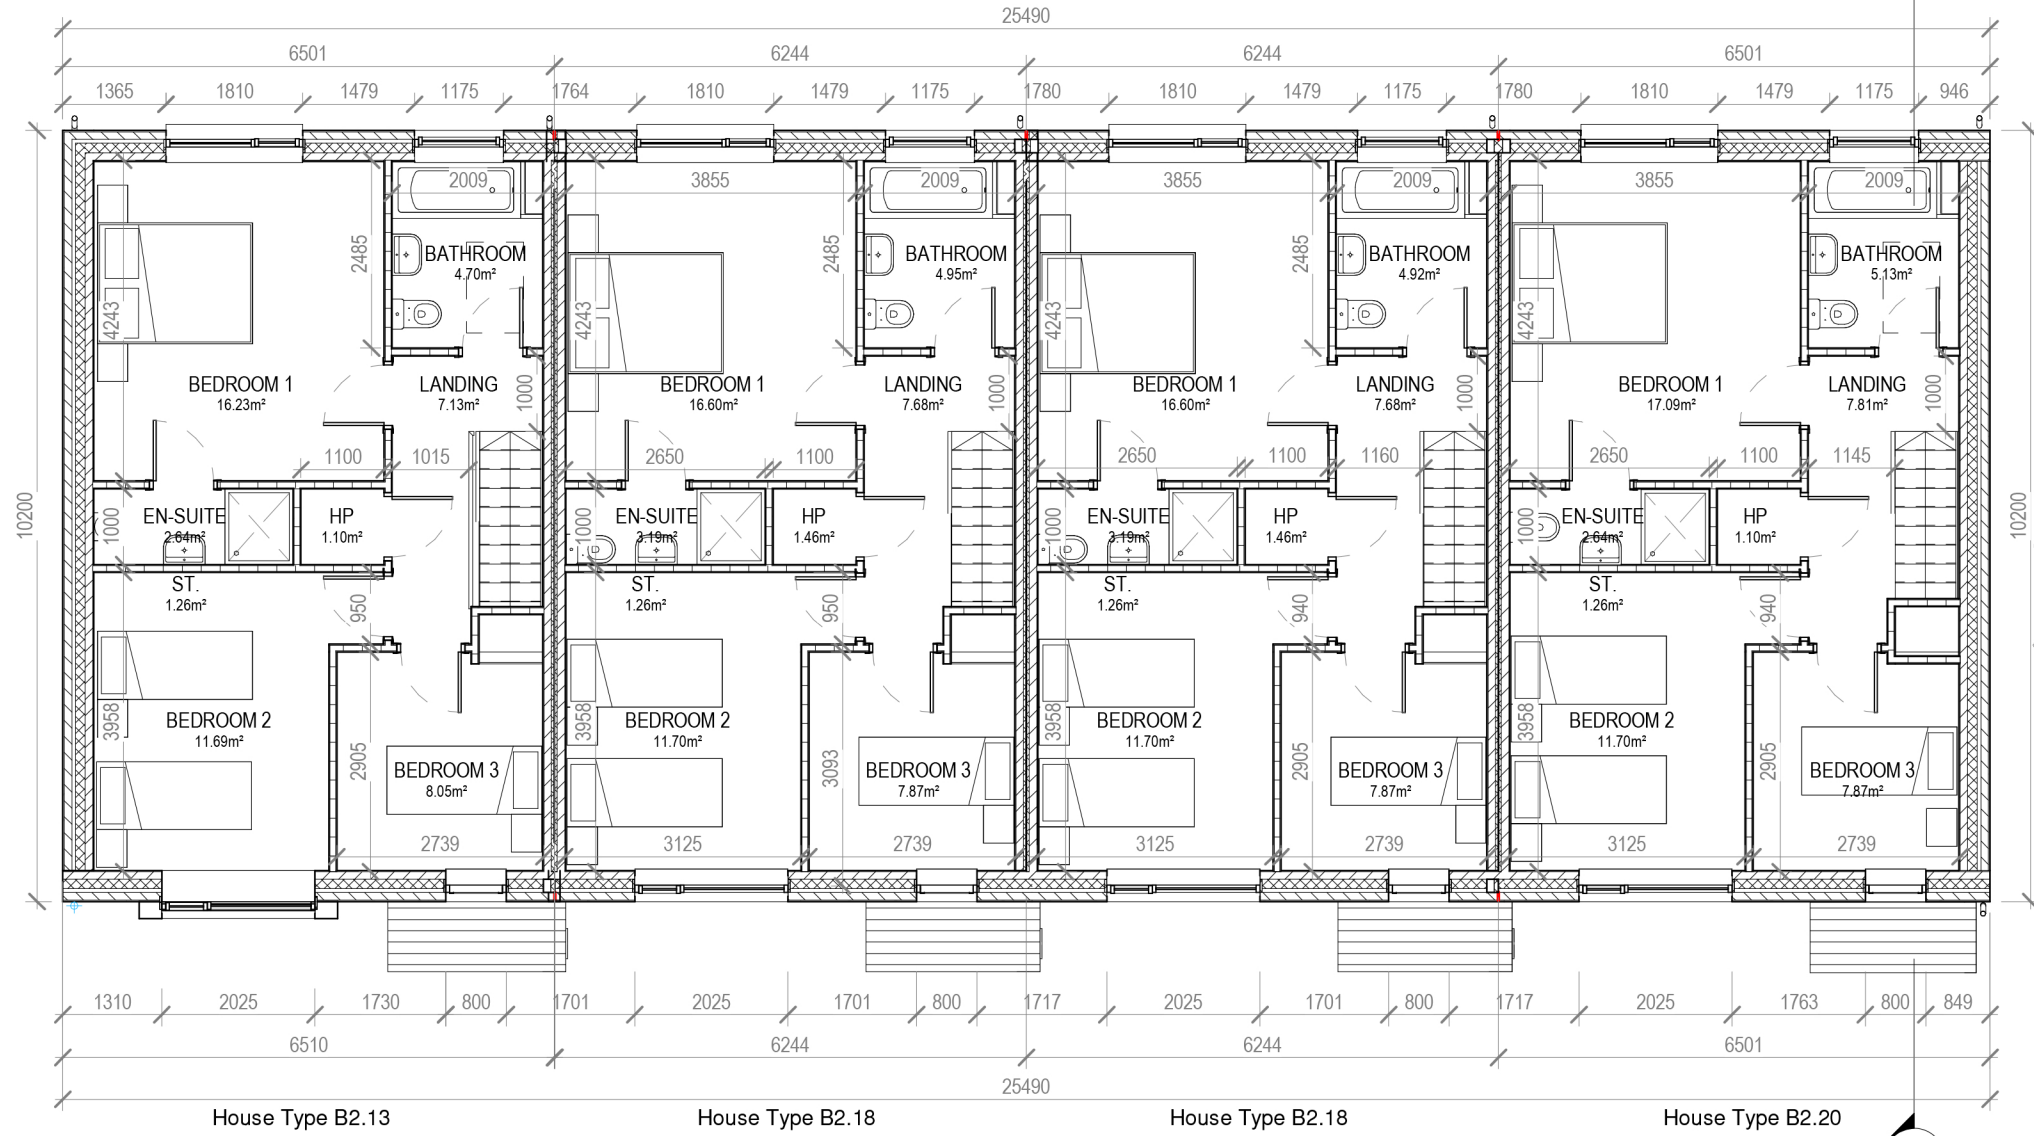 25490
6501 6244 6244 6501
1365 1810 1479 1175 1764 1810 1479 1175 1780 1810 1479 1175 1780 1810 1479 1175 946
2009 3855 2009 3855 2009 3855 2009
2485 2485 2485
BATHROOM BATHROOM BATHROOM BATHROOM
4.70m² 4.95m² 4.92m² 5.13m²
4243 4243 4243 4243
BEDROOM 1 LANDING BEDROOM 1 LANDING BEDROOM 1 LANDING BEDROOM 1 LANDING
16.23m² 7.13m² 16.60m² 7.68m² 16.60m² 7.68m² 17.09m² 7.81m²
1000 1000 1000 1000
1100 1015 2650 1100 2650 1100 1160 2650 1100 1145
10200 10200
1000 1000 1000 1000
EN-SUITE HP EN-SUITE HP EN-SUITE HP EN-SUITE HP
2.64m² 1.10m² 3.19m² 1.46m² 3.19m² 1.46m² 2.64m² 1.10m²
ST. ST. ST. ST.
1.26m² 1.26m² 1.26m² 1.26m²
950 950 940 940
3958 3958 3958 3958
BEDROOM 2 BEDROOM 2 BEDROOM 2 BEDROOM 2
11.69m² 11.70m² 11.70m² 11.70m²
2905 3093 2905 2905
BEDROOM 3 BEDROOM 3 BEDROOM 3 BEDROOM 3
8.05m² 7.87m² 7.87m² 7.87m²
2739 3125 2739 3125 2739 3125 2739
1310 2025 1730 800 1701 2025 1701 800 1717 2025 1701 800 1717 2025 1763 800 849
6510 6244 6244 6501
25490
House Type B2.13 House Type B2.18 House Type B2.18 House Type B2.20